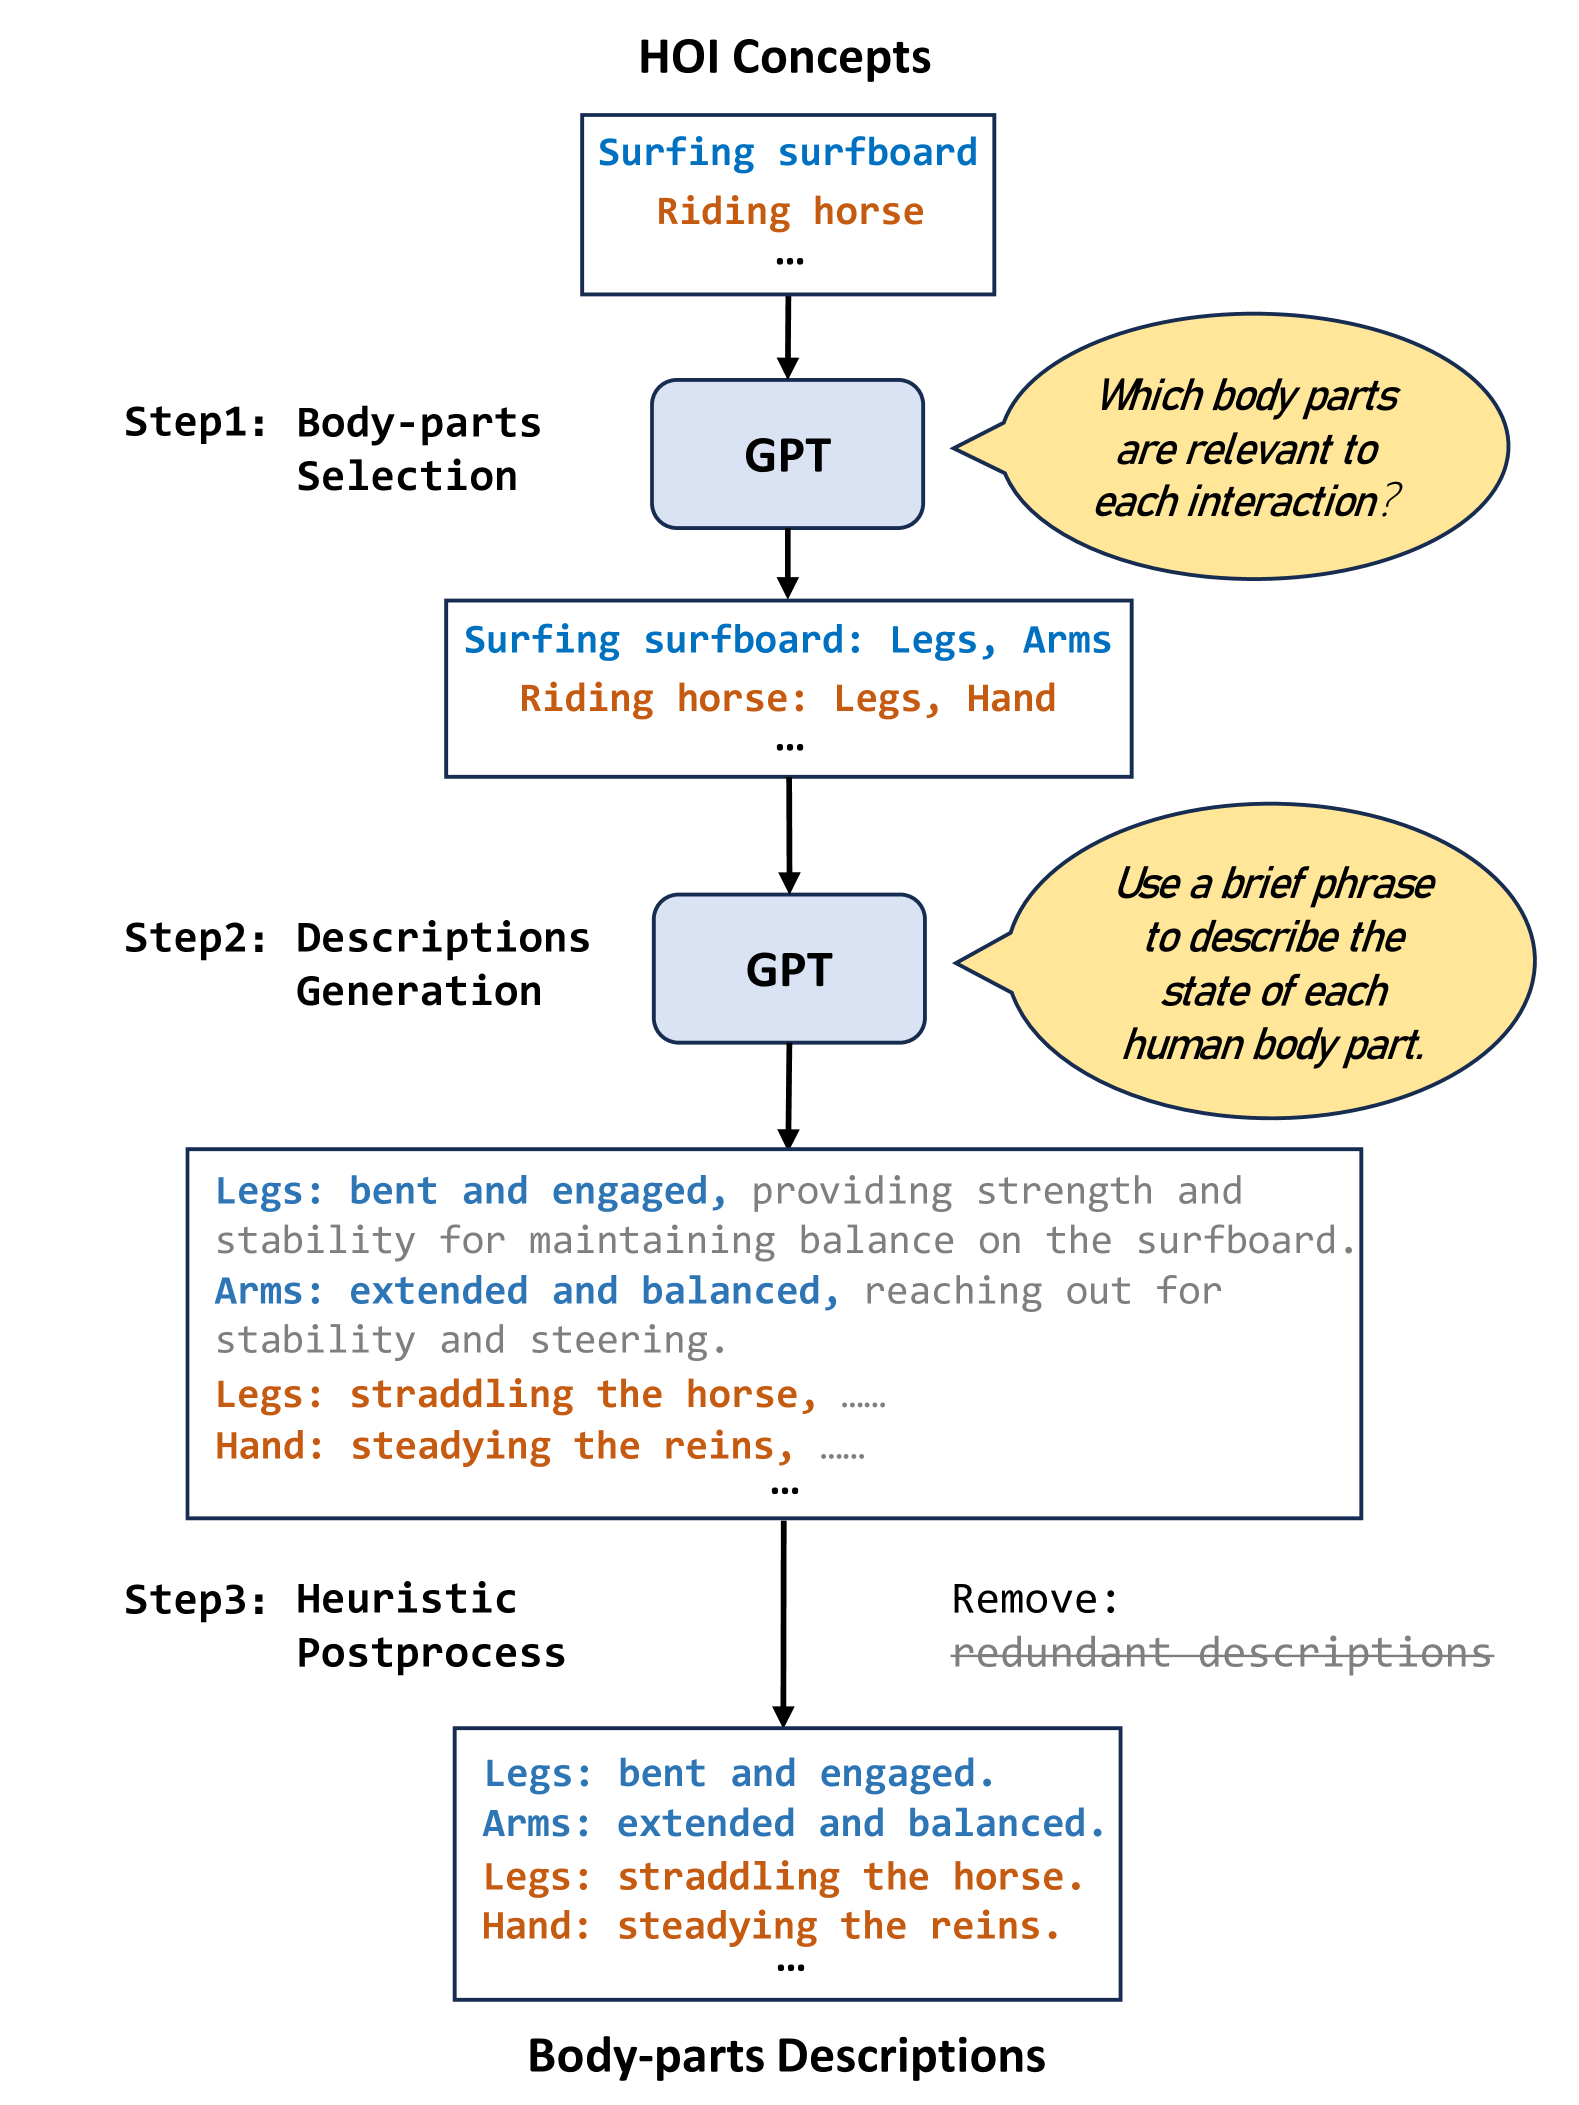 HOI Concepts
Surfing surfboard
Riding horse
…
Step1: Body-parts
Selection
GPT
Which body parts
are relevant to
each interaction?
Surfing surfboard: Legs, Arms
Riding horse: Legs, Hand
…
Step2: Descriptions
Generation
GPT
Use a brief phrase
to describe the
state of each
human body part.
Legs: bent and engaged, providing strength and
stability for maintaining balance on the surfboard.
Arms: extended and balanced, reaching out for
stability and steering.
Legs: straddling the horse, ……
Hand: steadying the reins, ……
…
Step3: Heuristic
Postprocess
Remove:
redundant descriptions
Legs: bent and engaged.
Arms: extended and balanced.
Legs: straddling the horse.
Hand: steadying the reins.
…
Body-parts Descriptions